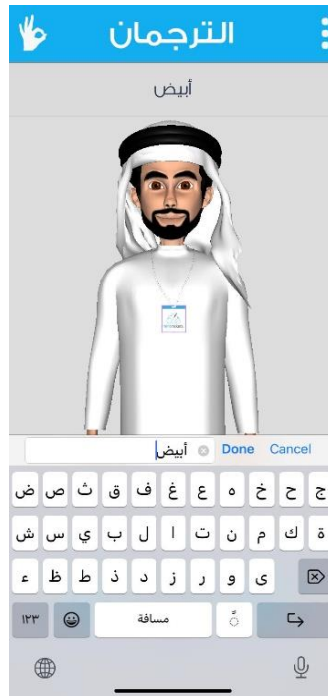 الترجمان
أبيض
أبيض Done Cancel
ض ص ث ق ف غ ع ه خ ح ج
ش س ي ب ل ا ت ن م ك ة
ء ظ ط ذ د ز ر و ى
١٢٣ مسافة